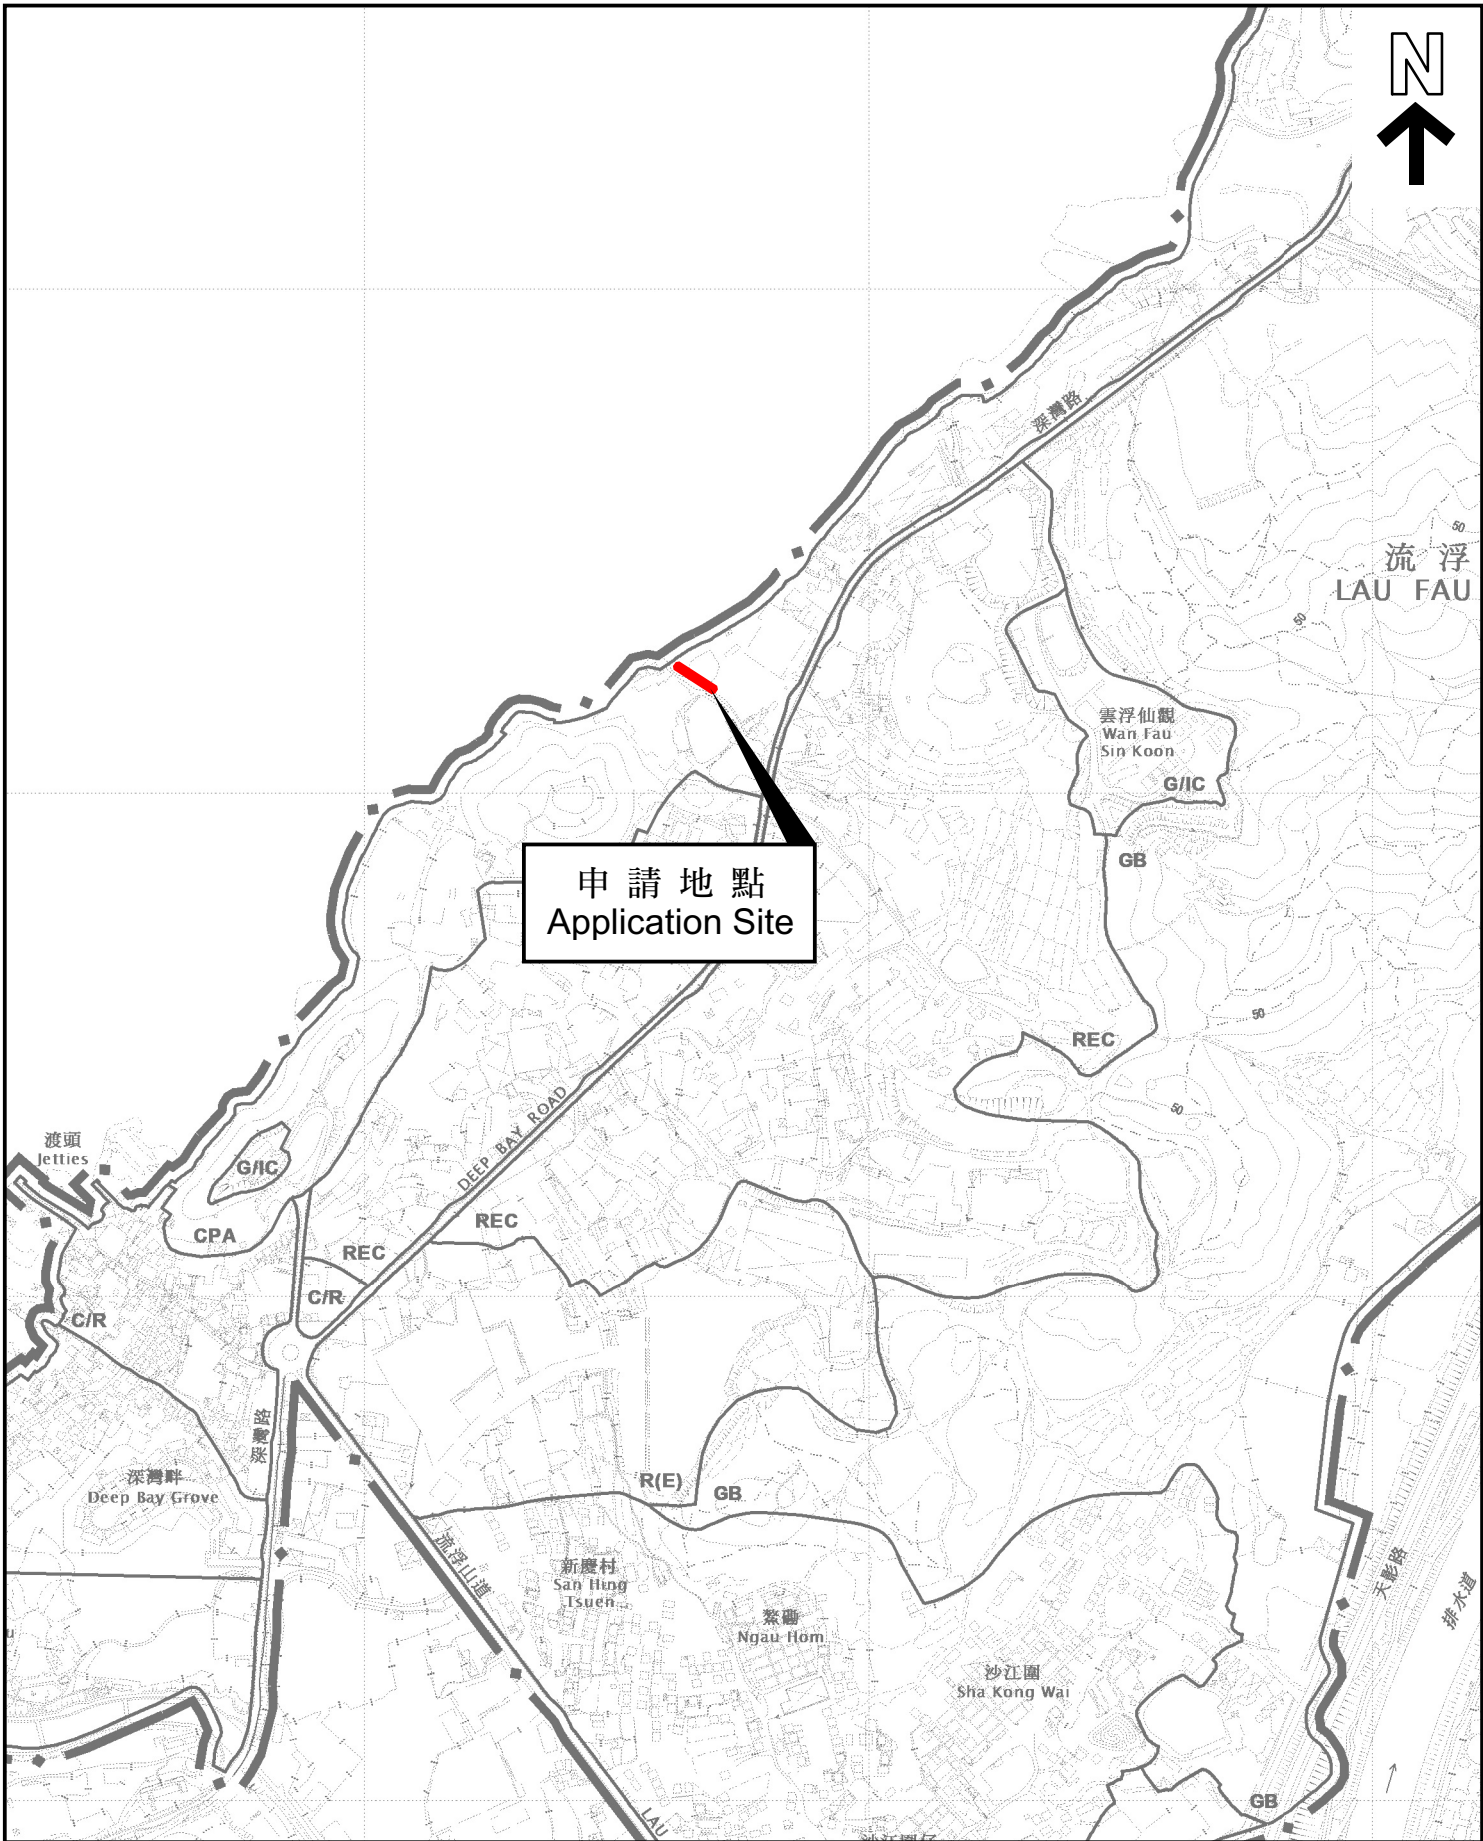 N
深灣路
50
流 浮
LAU FAU
50
雲浮仙觀
Wan Fau
Sin Koon
G/IC
GB
申 請 地 點
Application Site
50
REC
50
DEEP BAY ROAD
渡頭
Jetties
G/IC
CPA
REC
REC
C/R
C/R
深灣路
深灣畔
Deep Bay Grove
R(E)
GB
流浮山道
新慶村
San Hing
Tsuen
鰲磡
Ngau Hom
沙江圍
Sha Kong Wai
天影路
排水道
GB
LAU